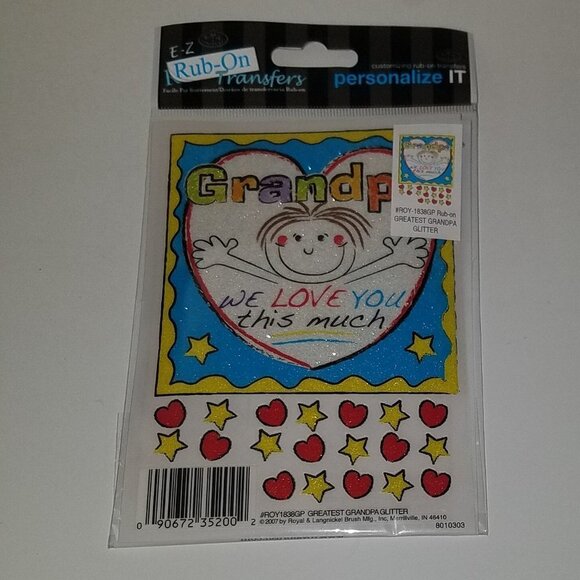 E-Z
Rub-On
Transfers
customizing rub-on transfers
personalize IT
Grandp
#ROY-1838GP Rub-on
GREATEST GRANDPA
GLITTER
WE LOVE YOU
this much
0 90672 35200 2
#ROY1838GP GREATEST GRANDPA GLITTER
© 2007 by Royal & Langnickel Brush Mfg., Inc, Merrillville, IN 46410
8010303